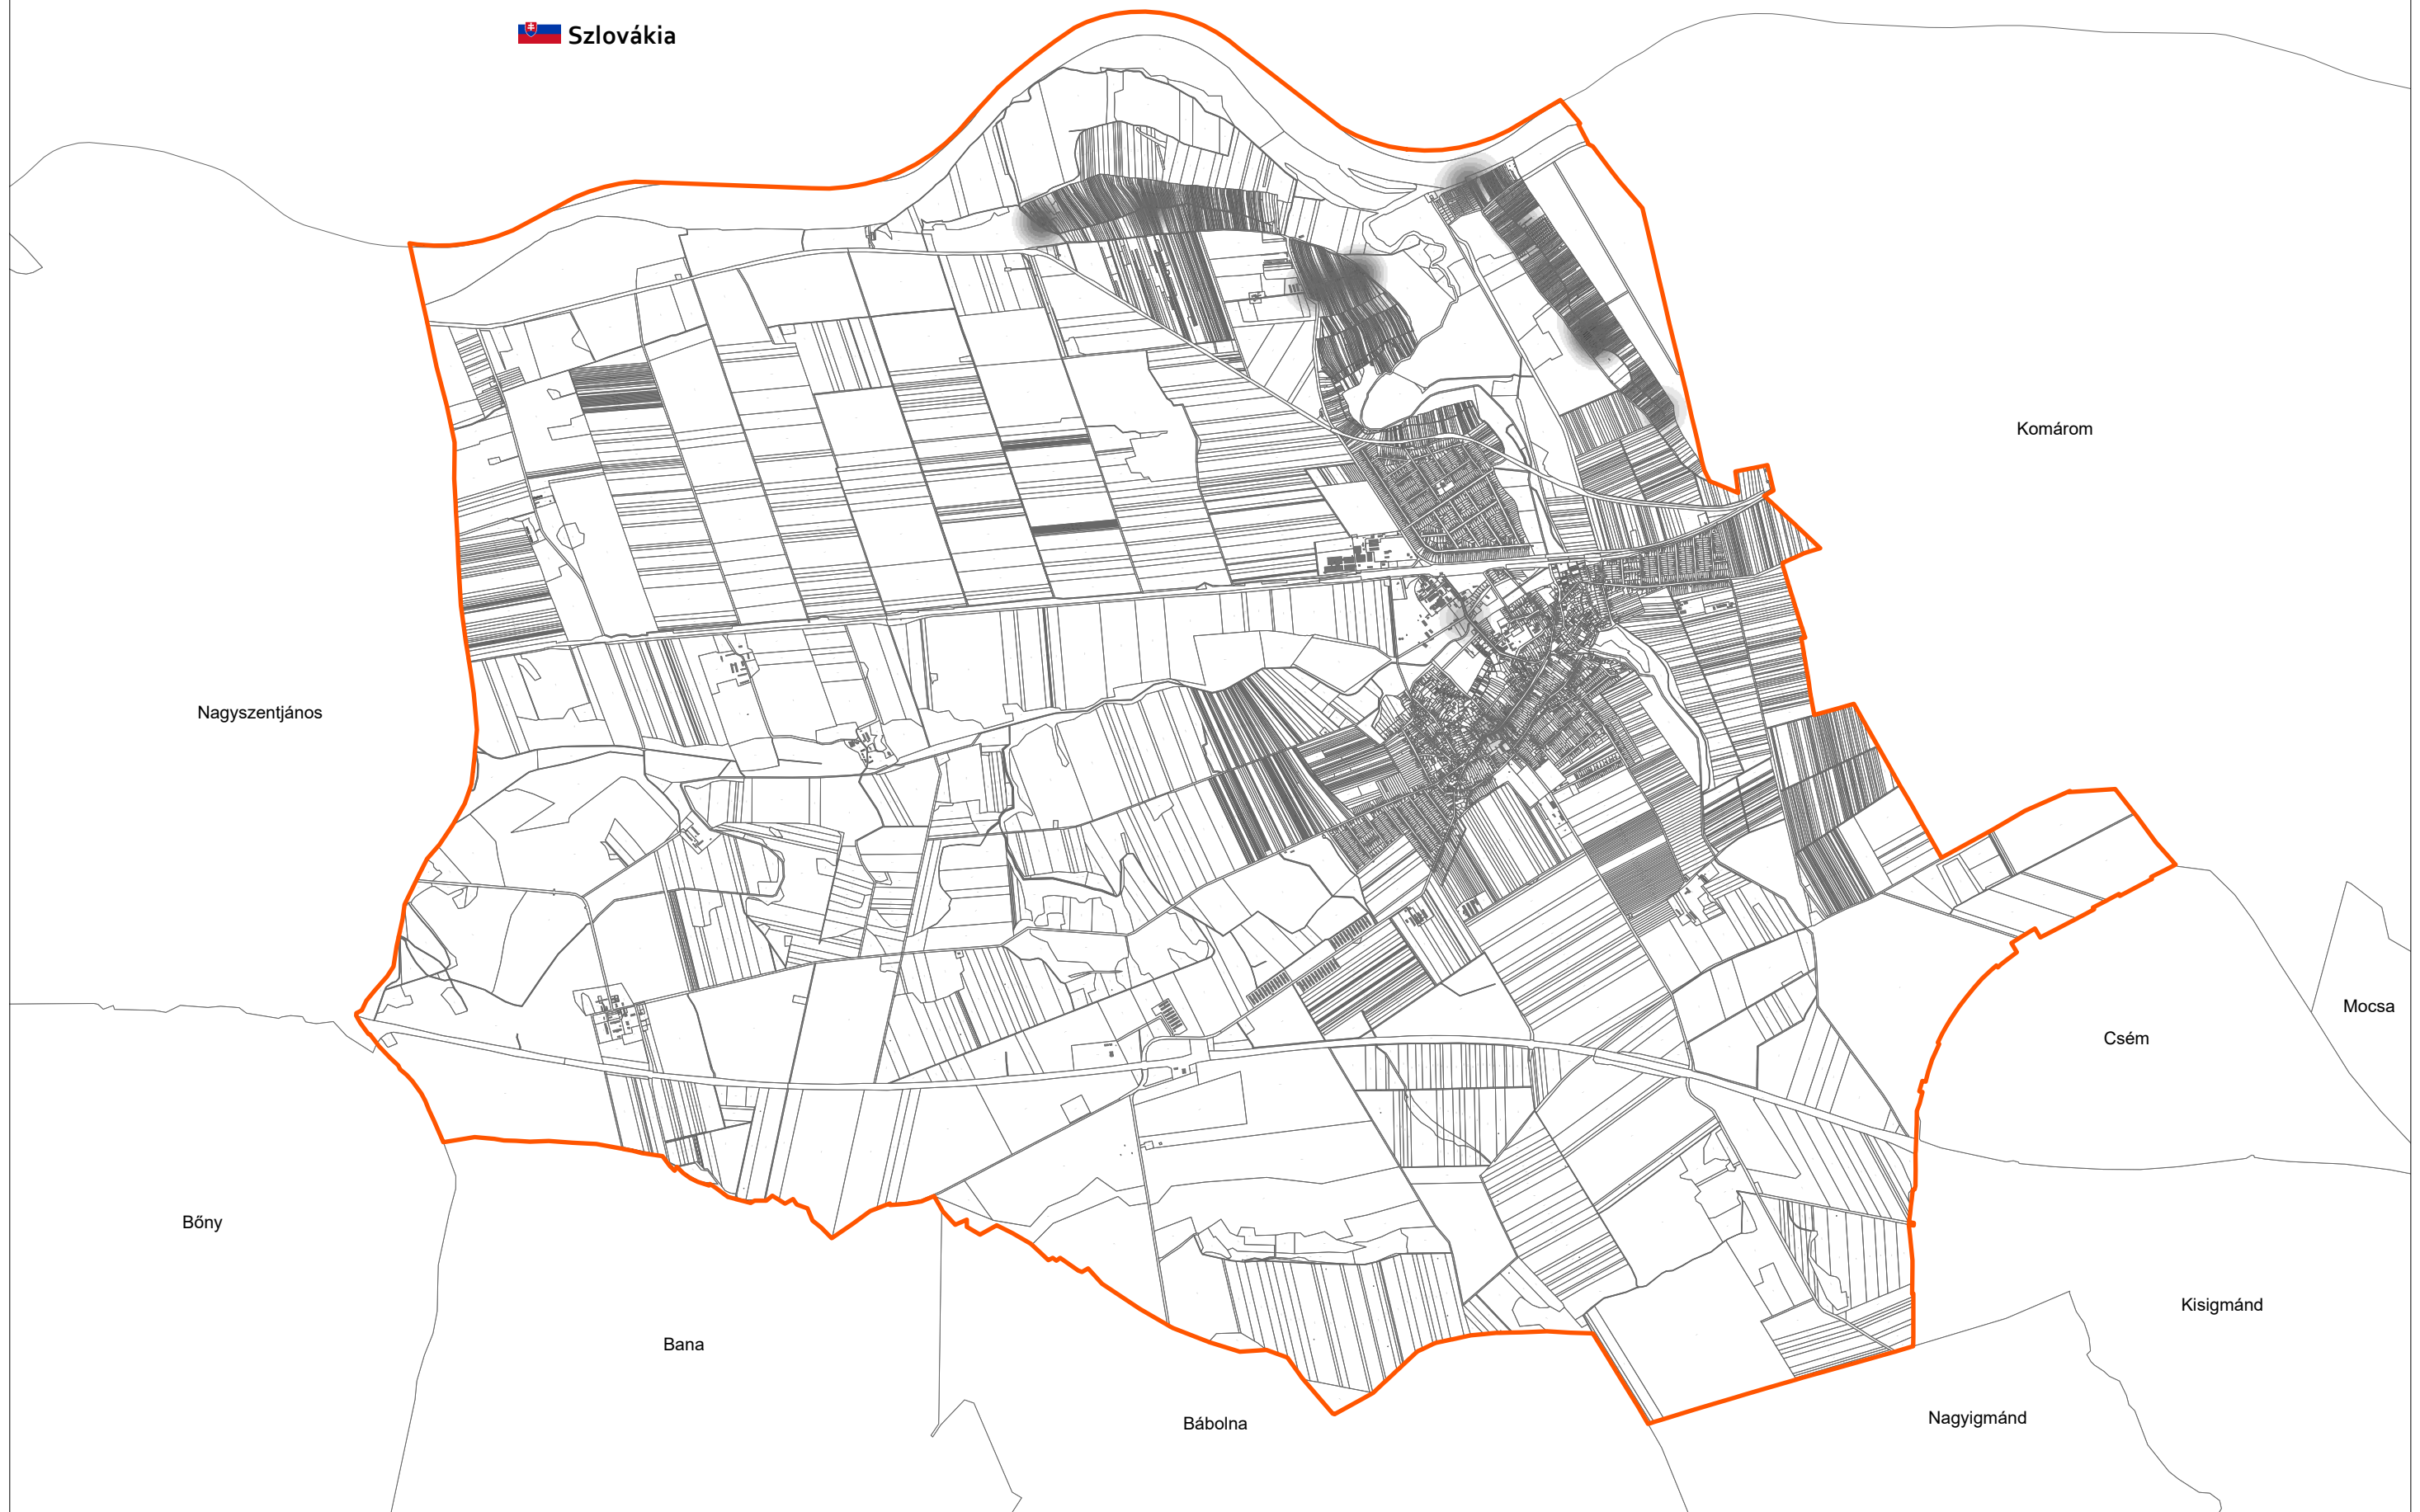 Szlovákia
Komárom
Nagyszentjános
Mocsa
Csém
Bőny
Kisigmánd
Bana
Nagyigmánd
Bábolna